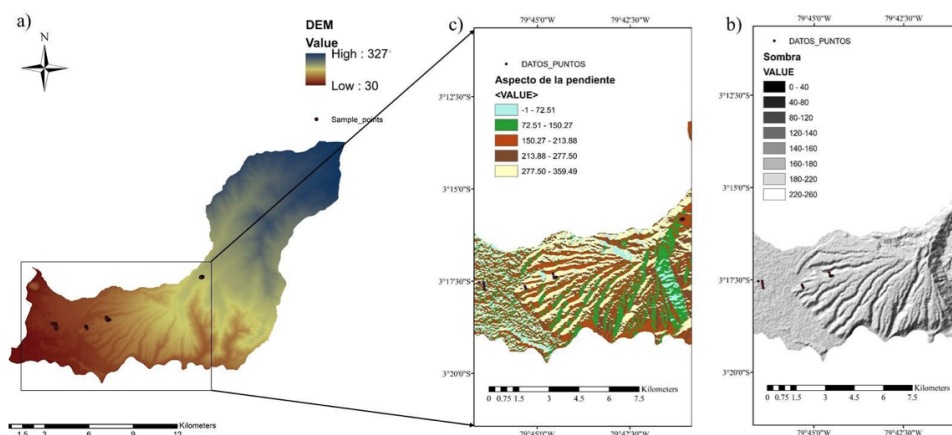 a)
N
DEM
Value
High : 327
Low : 30
Sample_points
Kilometers
1.5 3 6 9 12
c)
79°45'0"W 79°42'30"W
DATOS_PUNTOS
Aspecto de la pendiente
<VALUE>
-1 - 72.51
72.51 - 150.27
150.27 - 213.88
213.88 - 277.50
277.50 - 359.49
3°12'30"S
3°15'0"S
3°17'30"S
3°20'0"S
Kilometers
0 0.75 1.5 3 4.5 6 7.5
79°45'0"W 79°42'30"W
b)
79°45'0"W 79°42'30"W
DATOS_PUNTOS
Sombra
VALUE
0 - 40
40-80
80-120
120-140
140-160
160-180
180-220
220-260
3°12'30"S
3°15'0"S
3°17'30"S
3°20'0"S
Kilometers
0 0.75 1.5 3 4.5 6 7.5
79°45'0"W 79°42'30"W